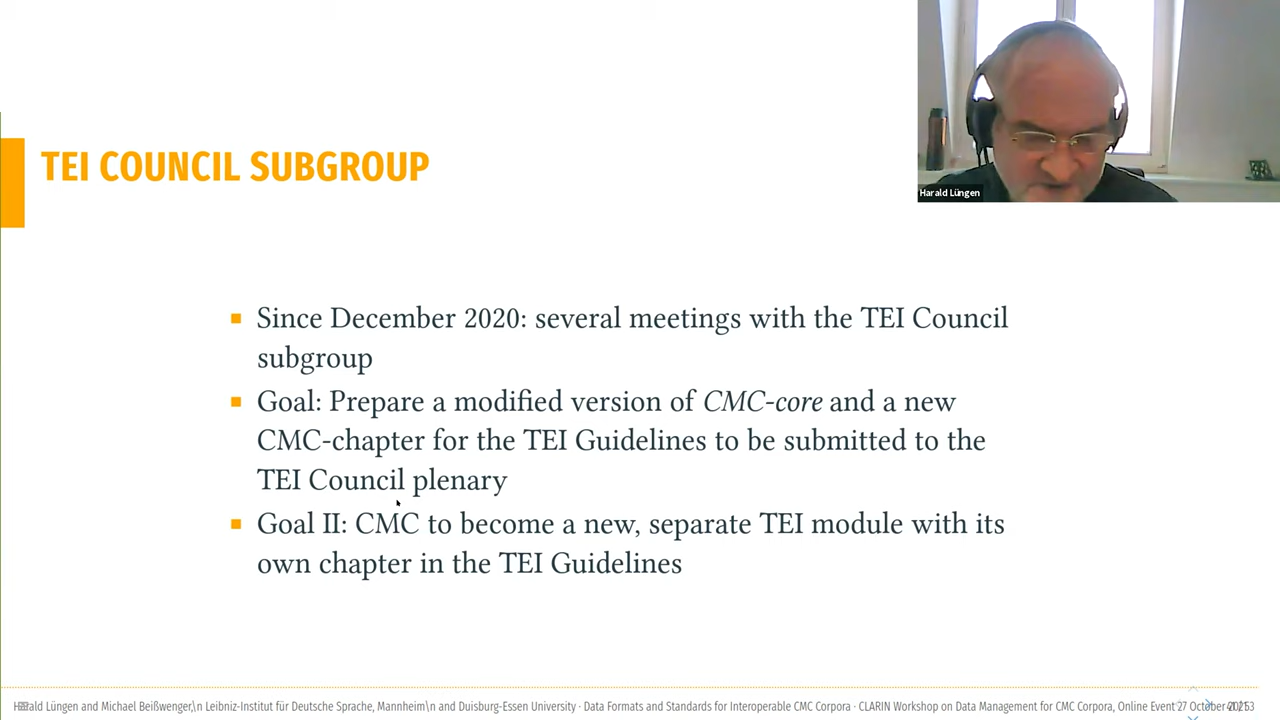 Harald Lüngen
TEI COUNCIL SUBGROUP
Since December 2020: several meetings with the TEI Council
subgroup
Goal: Prepare a modified version of CMC-core and a new
CMC-chapter for the TEI Guidelines to be submitted to the
TEI Council plenary
Goal II: CMC to become a new, separate TEI module with its
own chapter in the TEI Guidelines
Harald Lüngen and Michael Beißwenger,\n Leibniz-Institut für Deutsche Sprache, Mannheim\n and Duisburg-Essen University · Data Formats and Standards for Interoperable CMC Corpora · CLARIN Workshop on Data Management for CMC Corpora, Online Event 27 October